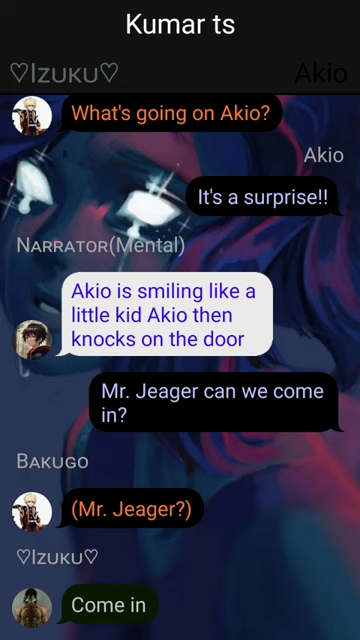 Kumar ts
♡Izuku♡ Akio
What's going on Akio?
Akio
It's a surprise!!
Narrator(Mental)
Akio is smiling like a
little kid Akio then
knocks on the door
Mr. Jeager can we come
in?
Bakugo
(Mr. Jeager?)
♡Izuku♡
Come in